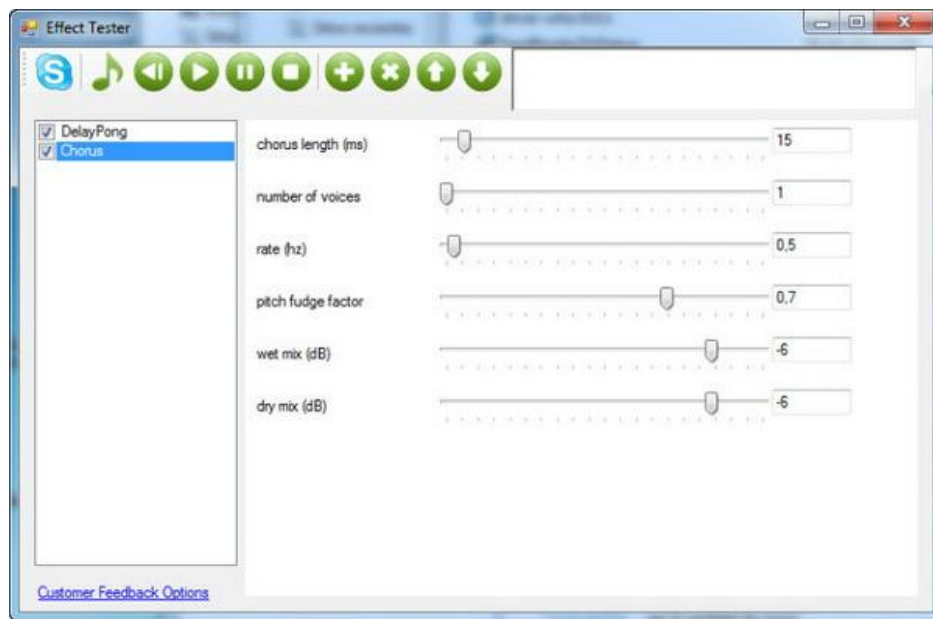 Effect Tester
DelayPong
Chorus
chorus length (ms) 15
number of voices 1
rate (hz) 0,5
pitch fudge factor 0,7
wet mix (dB) -6
dry mix (dB) -6
Customer Feedback Options